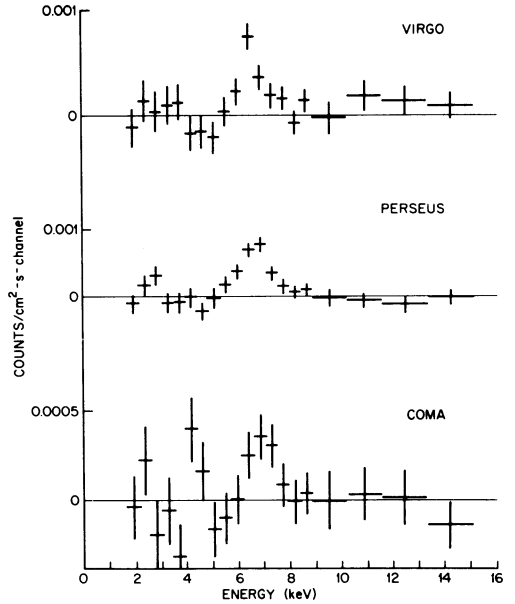 0.001
VIRGO
0
PERSEUS
0.001
0
COUNTS/cm²-s-channel
0.0005
COMA
0
0 2 4 6 8 10 12 14 16
ENERGY (keV)